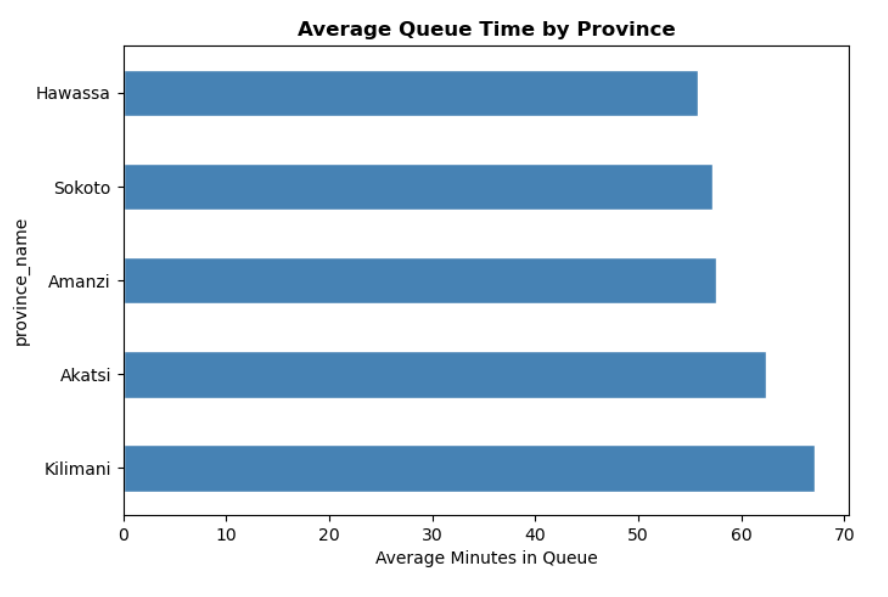 Average Queue Time by Province
Hawassa
Sokoto
Amanzi
Akatsi
Kilimani
province_name
0 10 20 30 40 50 60 70
Average Minutes in Queue